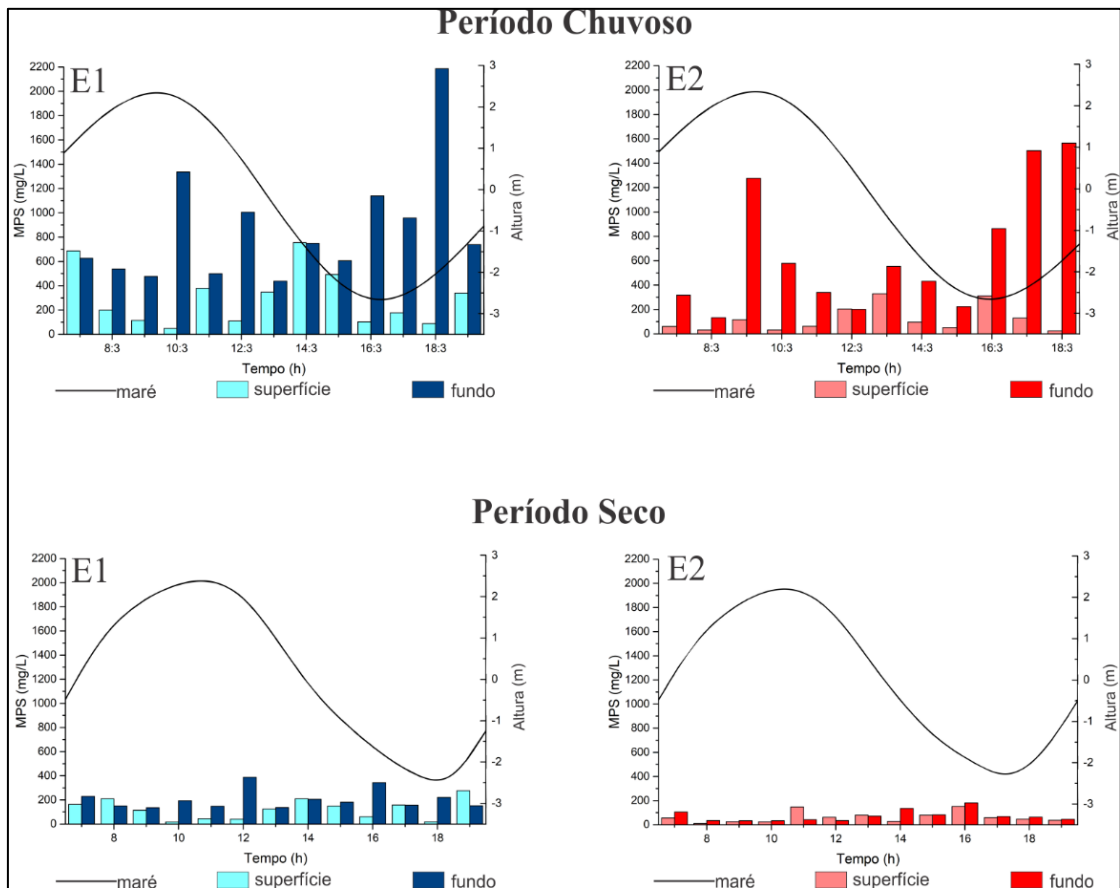 Período Chuvoso
E1
2200
2000
1800
1600
1400
1200
1000
800
600
400
200
0
MPS (mg/L)
3
2
1
0
-1
-2
-3
Altura (m)
8:3 10:3 12:3 14:3 16:3 18:3
Tempo (h)
maré superfície fundo
E2
2200
2000
1800
1600
1400
1200
1000
800
600
400
200
0
MPS (mg/L)
3
2
1
0
-1
-2
-3
Altura (m)
8:3 10:3 12:3 14:3 16:3 18:3
Tempo (h)
maré superfície fundo
Período Seco
E1
2200
2000
1800
1600
1400
1200
1000
800
600
400
200
0
MPS (mg/L)
3
2
1
0
-1
-2
-3
Altura (m)
8 10 12 14 16 18
Tempo (h)
maré superfície fundo
E2
2200
2000
1800
1600
1400
1200
1000
800
600
400
200
0
MPS (mg/L)
3
2
1
0
-1
-2
-3
Altura (m)
8 10 12 14 16 18
Tempo (h)
maré superfície fundo